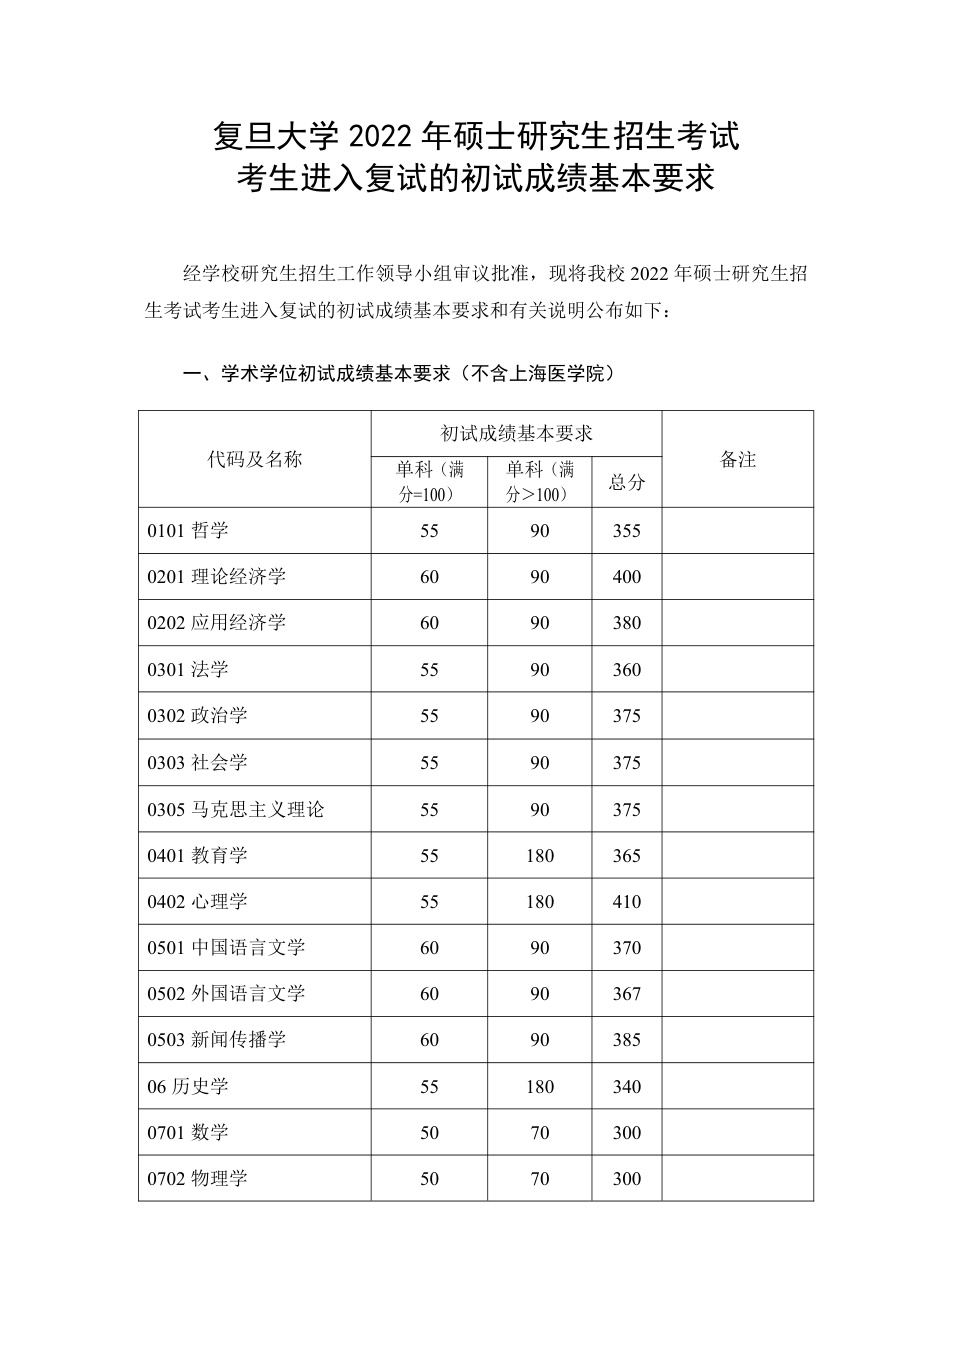 复旦大学 2022 年硕士研究生招生考试
考生进入复试的初试成绩基本要求
经学校研究生招生工作领导小组审议批准，现将我校 2022 年硕士研究生招
生考试考生进入复试的初试成绩基本要求和有关说明公布如下：
一、学术学位初试成绩基本要求（不含上海医学院）
代码及名称 初试成绩基本要求 备注
单科（满分=100） 单科（满分＞100） 总分
0101 哲学 55 90 355
0201 理论经济学 60 90 400
0202 应用经济学 60 90 380
0301 法学 55 90 360
0302 政治学 55 90 375
0303 社会学 55 90 375
0305 马克思主义理论 55 90 375
0401 教育学 55 180 365
0402 心理学 55 180 410
0501 中国语言文学 60 90 370
0502 外国语言文学 60 90 367
0503 新闻传播学 60 90 385
06 历史学 55 180 340
0701 数学 50 70 300
0702 物理学 50 70 300